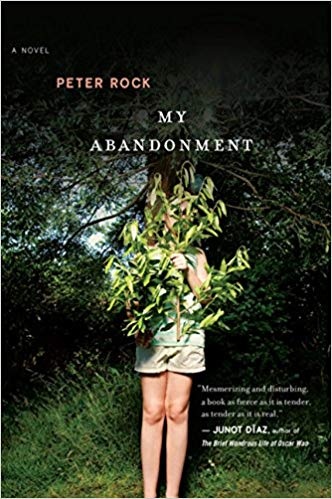 A NOVEL
PETER ROCK
MY
ABANDONMENT
"Mesmerizing and disturbing,
a book as fierce as it is tender,
as tender as it is real."
— JUNOT DÍAZ, author of
The Brief Wondrous Life of Oscar Wao